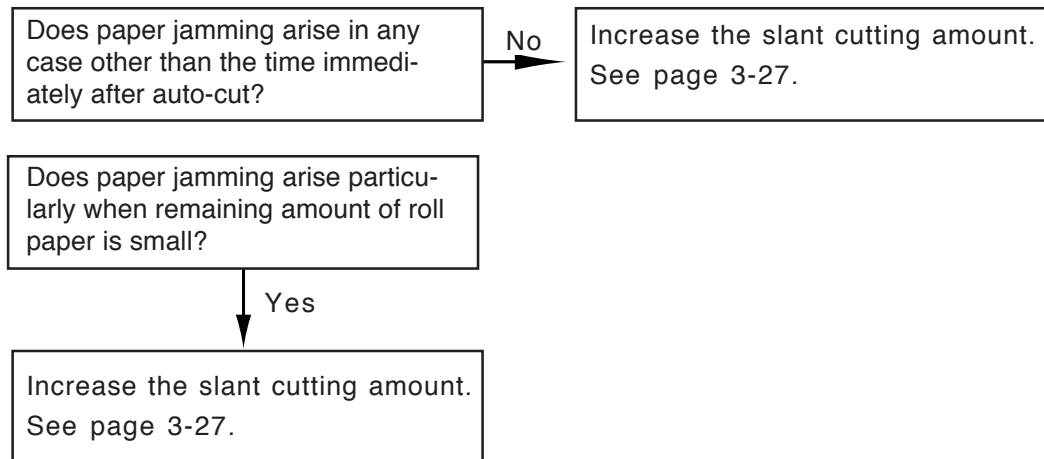 Does paper jamming arise in any
case other than the time immedi-
ately after auto-cut?
No
Increase the slant cutting amount.
See page 3-27.
Does paper jamming arise particu-
larly when remaining amount of roll
paper is small?
Yes
Increase the slant cutting amount.
See page 3-27.